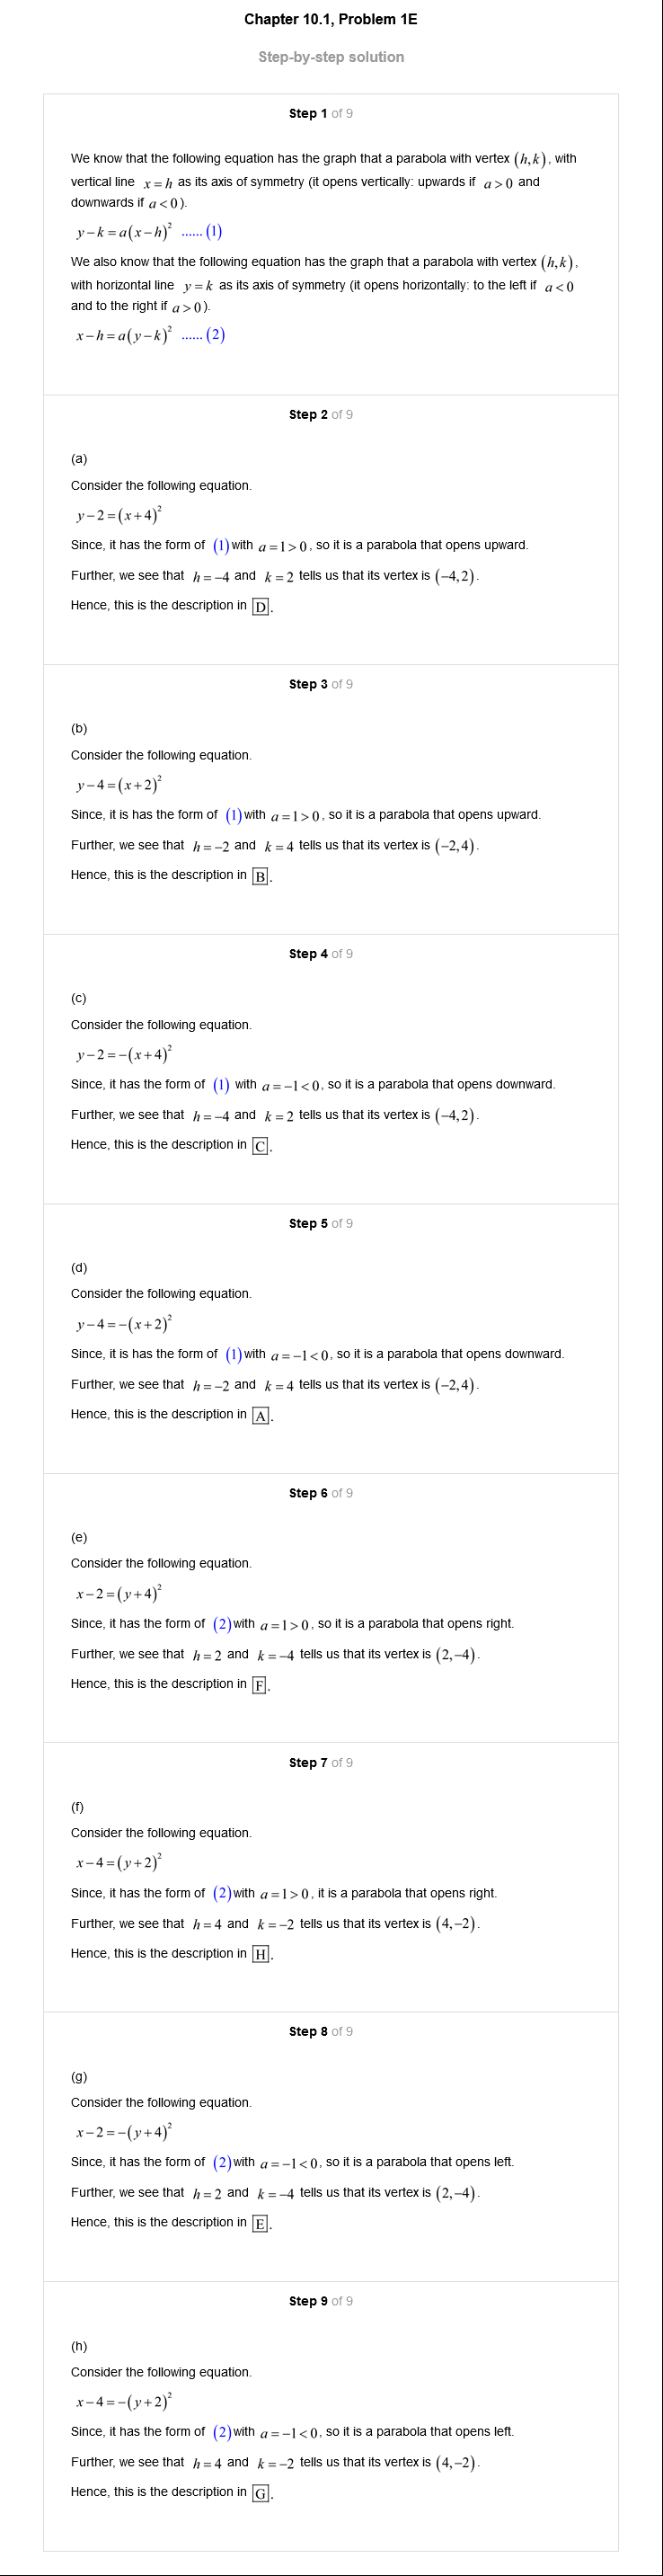 Chapter 10.1, Problem 1E
Step-by-step solution
Step 1 of 9
We know that the following equation has the graph that a parabola with vertex (h,k), with
vertical line x = h as its axis of symmetry (it opens vertically: upwards if a > 0 and
downwards if a < 0).
y − k = a(x − h)² ...... (1)
We also know that the following equation has the graph that a parabola with vertex (h,k),
with horizontal line y = k as its axis of symmetry (it opens horizontally: to the left if a < 0
and to the right if a > 0).
x − h = a(y − k)² ...... (2)
Step 2 of 9
(a)
Consider the following equation.
y − 2 = (x + 4)²
Since, it has the form of (1) with a = 1 > 0, so it is a parabola that opens upward.
Further, we see that h = −4 and k = 2 tells us that its vertex is (−4,2).
Hence, this is the description in D.
Step 3 of 9
(b)
Consider the following equation.
y − 4 = (x + 2)²
Since, it is has the form of (1) with a = 1 > 0, so it is a parabola that opens upward.
Further, we see that h = −2 and k = 4 tells us that its vertex is (−2,4).
Hence, this is the description in B.
Step 4 of 9
(c)
Consider the following equation.
y − 2 = −(x + 4)²
Since, it has the form of (1) with a = −1 < 0, so it is a parabola that opens downward.
Further, we see that h = −4 and k = 2 tells us that its vertex is (−4,2).
Hence, this is the description in C.
Step 5 of 9
(d)
Consider the following equation.
y − 4 = −(x + 2)²
Since, it is has the form of (1) with a = −1 < 0, so it is a parabola that opens downward.
Further, we see that h = −2 and k = 4 tells us that its vertex is (−2,4).
Hence, this is the description in A.
Step 6 of 9
(e)
Consider the following equation.
x − 2 = (y + 4)²
Since, it has the form of (2) with a = 1 > 0, so it is a parabola that opens right.
Further, we see that h = 2 and k = −4 tells us that its vertex is (2,−4).
Hence, this is the description in F.
Step 7 of 9
(f)
Consider the following equation.
x − 4 = (y + 2)²
Since, it has the form of (2) with a = 1 > 0, it is a parabola that opens right.
Further, we see that h = 4 and k = −2 tells us that its vertex is (4,−2).
Hence, this is the description in H.
Step 8 of 9
(g)
Consider the following equation.
x − 2 = −(y + 4)²
Since, it has the form of (2) with a = −1 < 0, so it is a parabola that opens left.
Further, we see that h = 2 and k = −4 tells us that its vertex is (2,−4).
Hence, this is the description in E.
Step 9 of 9
(h)
Consider the following equation.
x − 4 = −(y + 2)²
Since, it has the form of (2) with a = −1 < 0, so it is a parabola that opens left.
Further, we see that h = 4 and k = −2 tells us that its vertex is (4,−2).
Hence, this is the description in G.